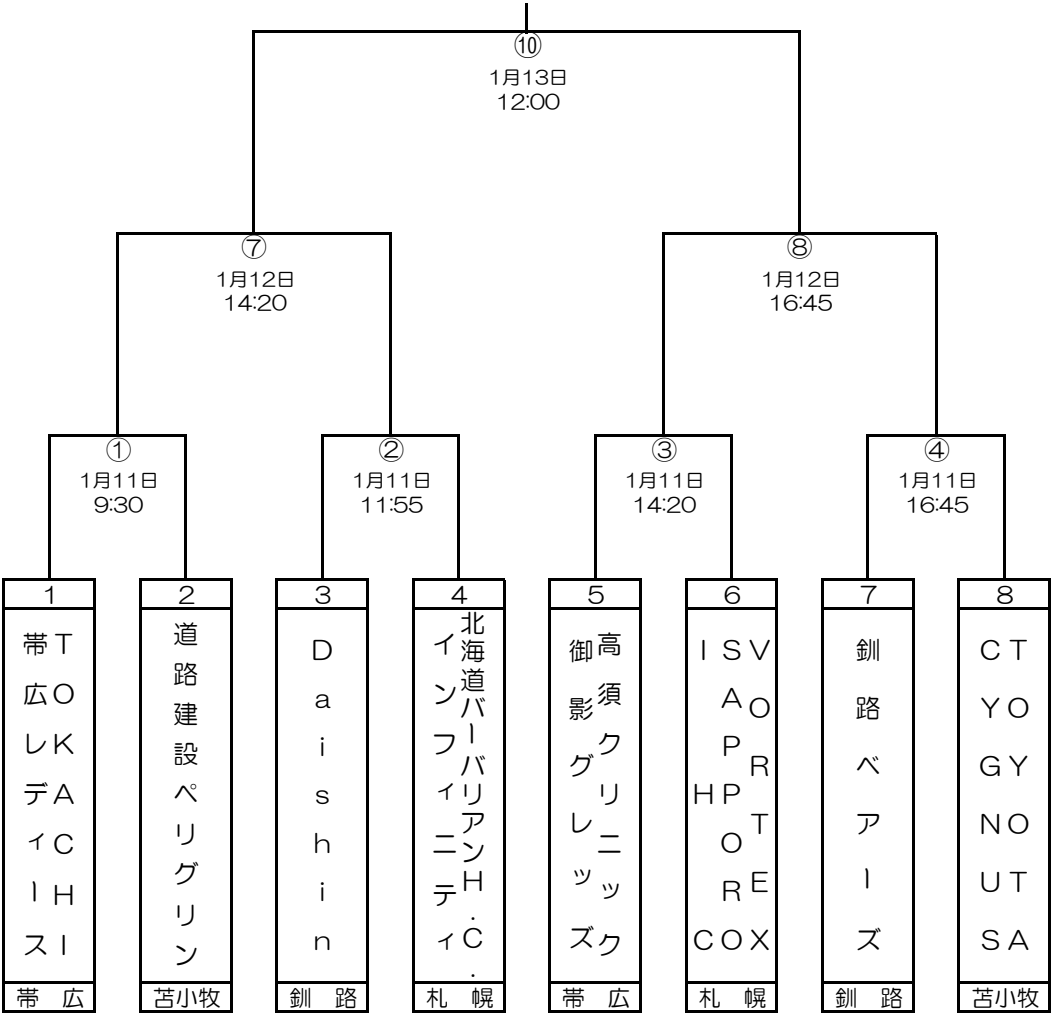 ⑩
1月13日
12:00
⑦
1月12日
14:20
⑧
1月12日
16:45
①
1月11日
9:30
②
1月11日
11:55
③
1月11日
14:20
④
1月11日
16:45
1
TOKACHI
帯広レディース
帯広
2
道路建設ペリグリン
苫小牧
3
Daishin
釧路
4
北海道バーバリアンH.C.
インフィニティ
札幌
5
高須クリニック
御影グレッズ
帯広
6
VORTEX
SAPPORO
IHC
札幌
7
釧路ベアーズ
釧路
8
TOYOTA
CYGNUS
苫小牧